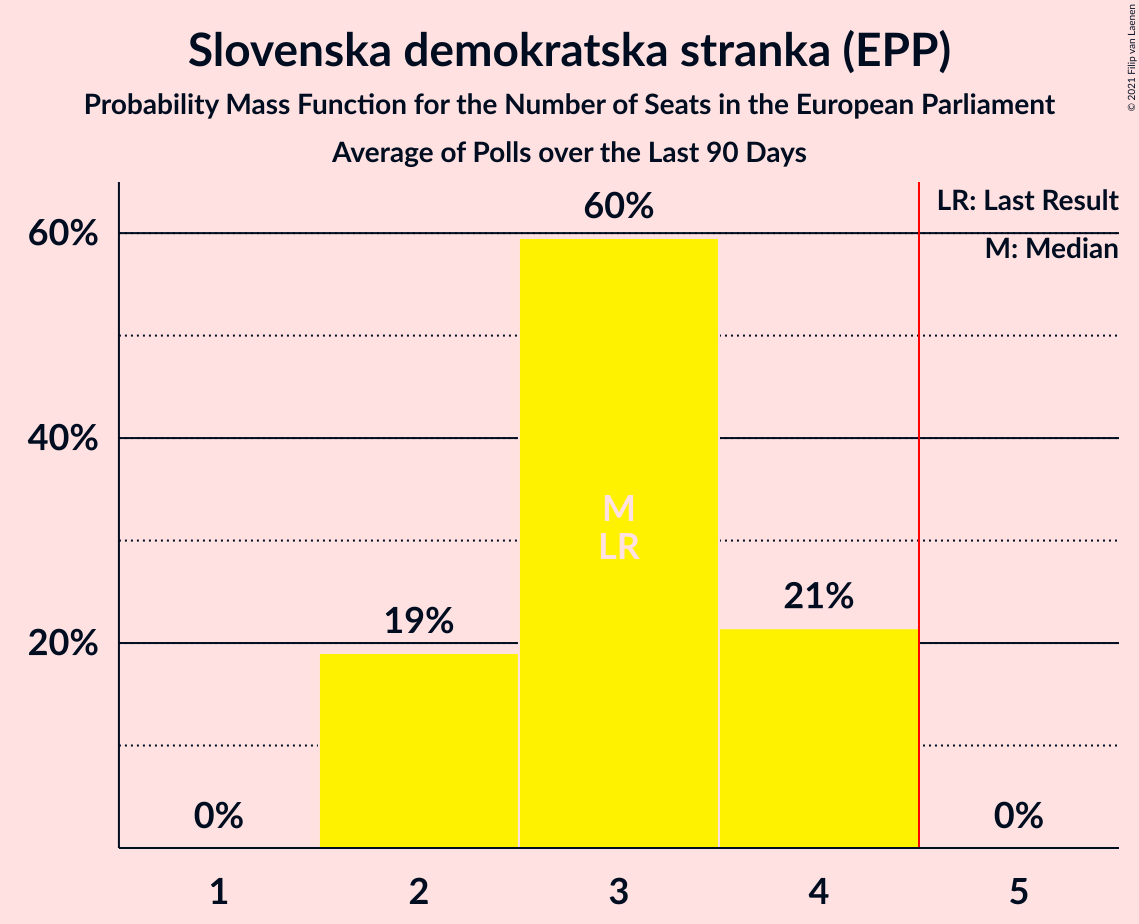 Slovenska demokratska stranka (EPP)
Probability Mass Function for the Number of Seats in the European Parliament
Average of Polls over the Last 90 Days
© 2021 Filip van Laenen
LR: Last Result
M: Median
60%
40%
20%
0%
19%
60%
M
LR
21%
0%
1
2
3
4
5